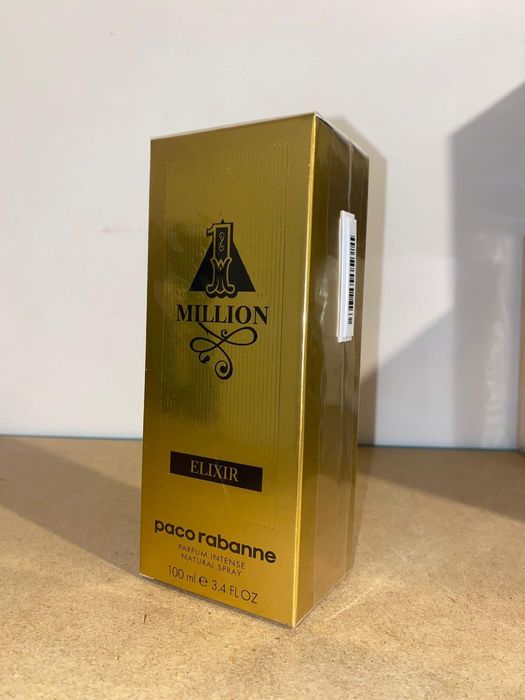 1
MILLION
ELIXIR
paco rabanne
PARFUM INTENSE
NATURAL SPRAY
100 ml e 3.4 FL OZ